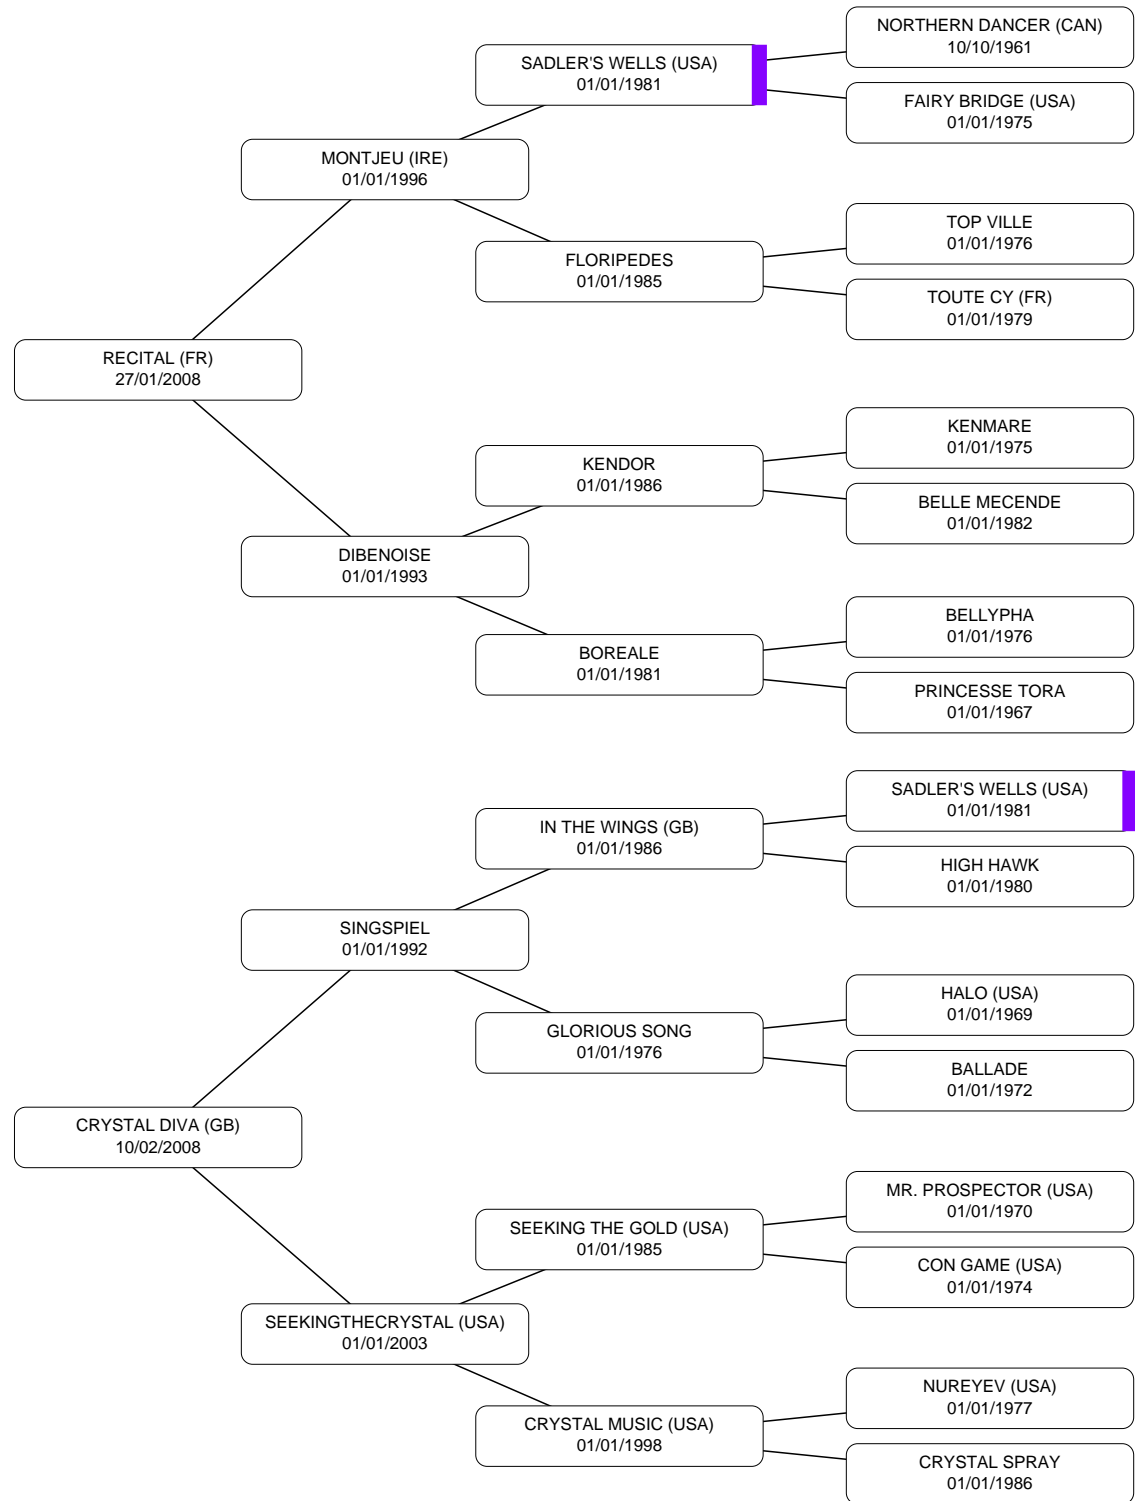 NORTHERN DANCER (CAN)
10/10/1961
SADLER'S WELLS (USA)
01/01/1981
FAIRY BRIDGE (USA)
01/01/1975
MONTJEU (IRE)
01/01/1996
TOP VILLE
01/01/1976
FLORIPEDES
01/01/1985
TOUTE CY (FR)
01/01/1979
RECITAL (FR)
27/01/2008
KENMARE
01/01/1975
KENDOR
01/01/1986
BELLE MECENDE
01/01/1982
DIBENOISE
01/01/1993
BELLYPHA
01/01/1976
BOREALE
01/01/1981
PRINCESSE TORA
01/01/1967
SADLER'S WELLS (USA)
01/01/1981
IN THE WINGS (GB)
01/01/1986
HIGH HAWK
01/01/1980
SINGSPIEL
01/01/1992
HALO (USA)
01/01/1969
GLORIOUS SONG
01/01/1976
BALLADE
01/01/1972
CRYSTAL DIVA (GB)
10/02/2008
MR. PROSPECTOR (USA)
01/01/1970
SEEKING THE GOLD (USA)
01/01/1985
CON GAME (USA)
01/01/1974
SEEKINGTHECRYSTAL (USA)
01/01/2003
NUREYEV (USA)
01/01/1977
CRYSTAL MUSIC (USA)
01/01/1998
CRYSTAL SPRAY
01/01/1986